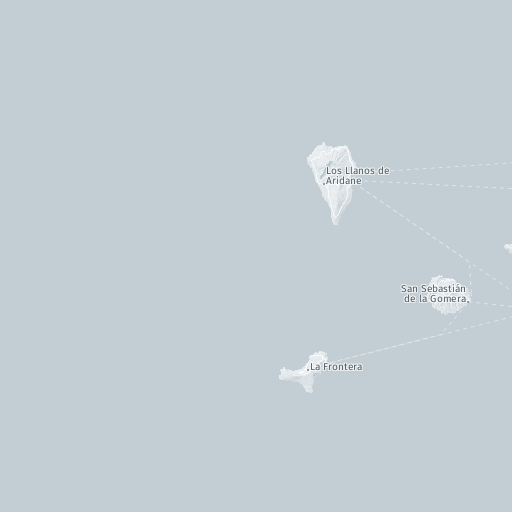 Los Llanos de
Aridane
San Sebastián
de la Gomera
La Frontera